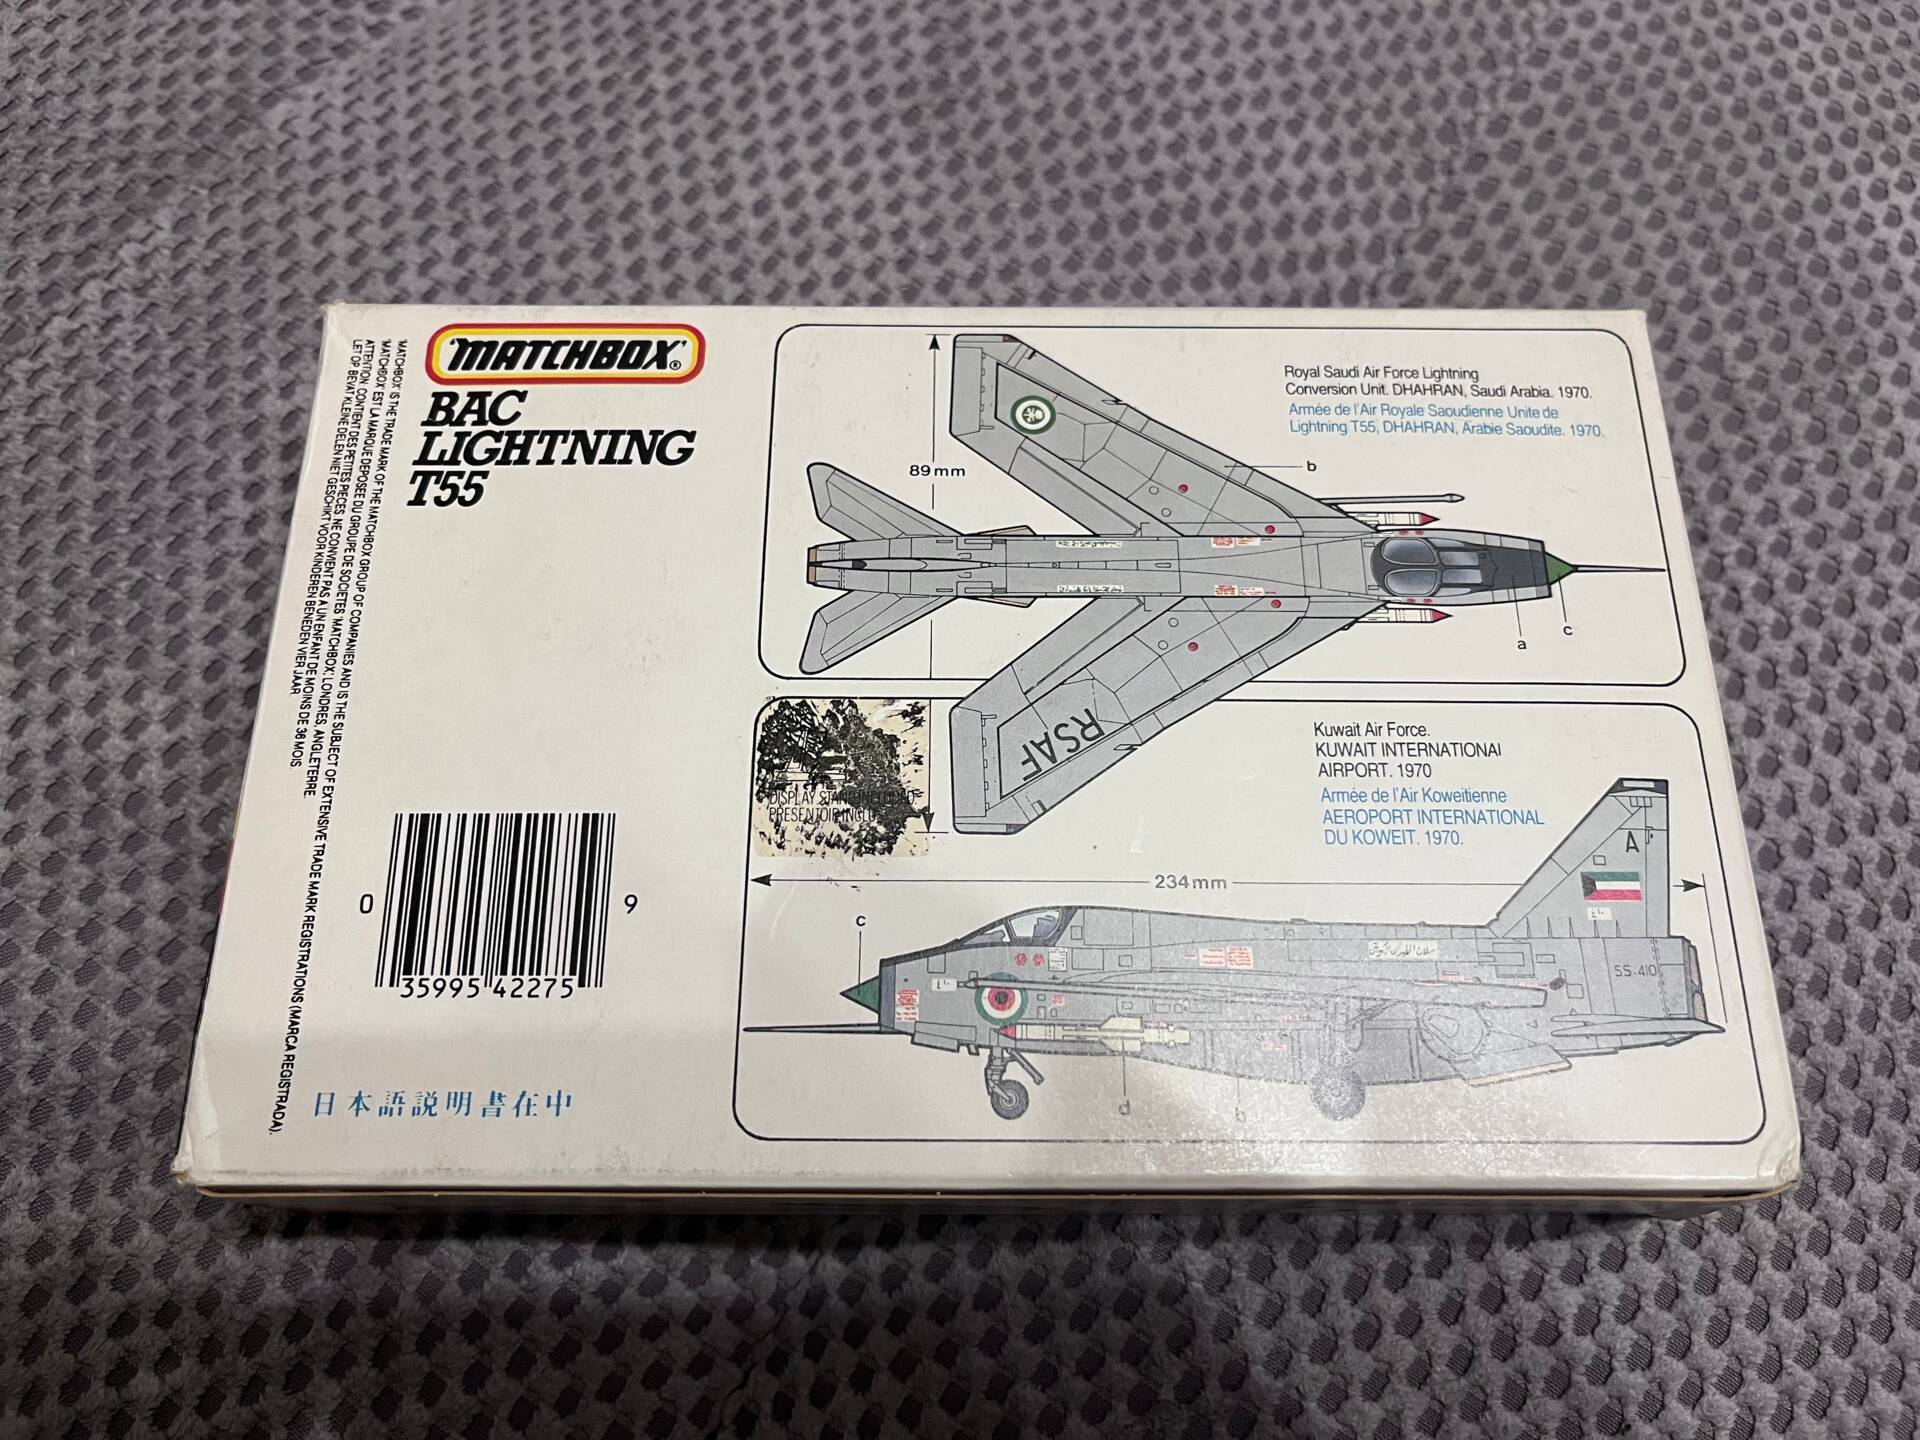 'MATCHBOX'®
BAC
LIGHTNING
T55
'MATCHBOX' IS THE TRADE MARK OF THE MATCHBOX GROUP OF COMPANIES AND IS THE SUBJECT OF EXTENSIVE TRADE MARK REGISTRATIONS (MARCA REGISTRADA).
'MATCHBOX' EST LA MARQUE DEPOSEE DU GROUPE DE SOCIETES 'MATCHBOX', LONDRES, ANGLETERRE.
ATTENTION: CONTIENT DES PETITES PIECES. NE CONVIENT PAS A UN ENFANT DE MOINS DE 36 MOIS
LET OP: BEVAT KLEINE DELEN NIET GESCHIKT VOOR KINDEREN BENEDEN VIER JAAR
0 35995 42275 9
日本語説明書在中
Royal Saudi Air Force Lightning
Conversion Unit. DHAHRAN, Saudi Arabia. 1970.
Armée de l'Air Royale Saoudienne Unite de
Lightning T55, DHAHRAN, Arabie Saoudite. 1970.
89mm
b
a
c
RSAF
DISPLAY STAND INCLUDED
PRESENTOIR INCLU
Kuwait Air Force.
KUWAIT INTERNATIONAl
AIRPORT. 1970
Armée de l'Air Koweitienne
AEROPORT INTERNATIONAL
DU KOWEIT. 1970.
234mm
A
c
55-410
d
b